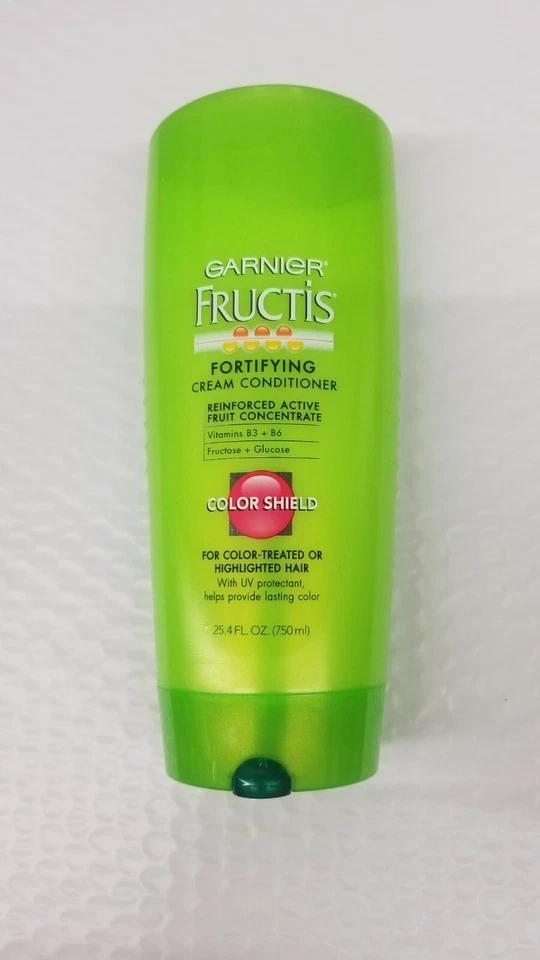 GARNIER®
FRUCTiS®
FORTIFYING
CREAM CONDITIONER
REINFORCED ACTIVE
FRUIT CONCENTRATE
Vitamins B3 + B6
Fructose + Glucose
COLOR SHIELD
FOR COLOR-TREATED OR
HIGHLIGHTED HAIR
With UV protectant,
helps provide lasting color
25.4 FL. OZ. (750 ml)